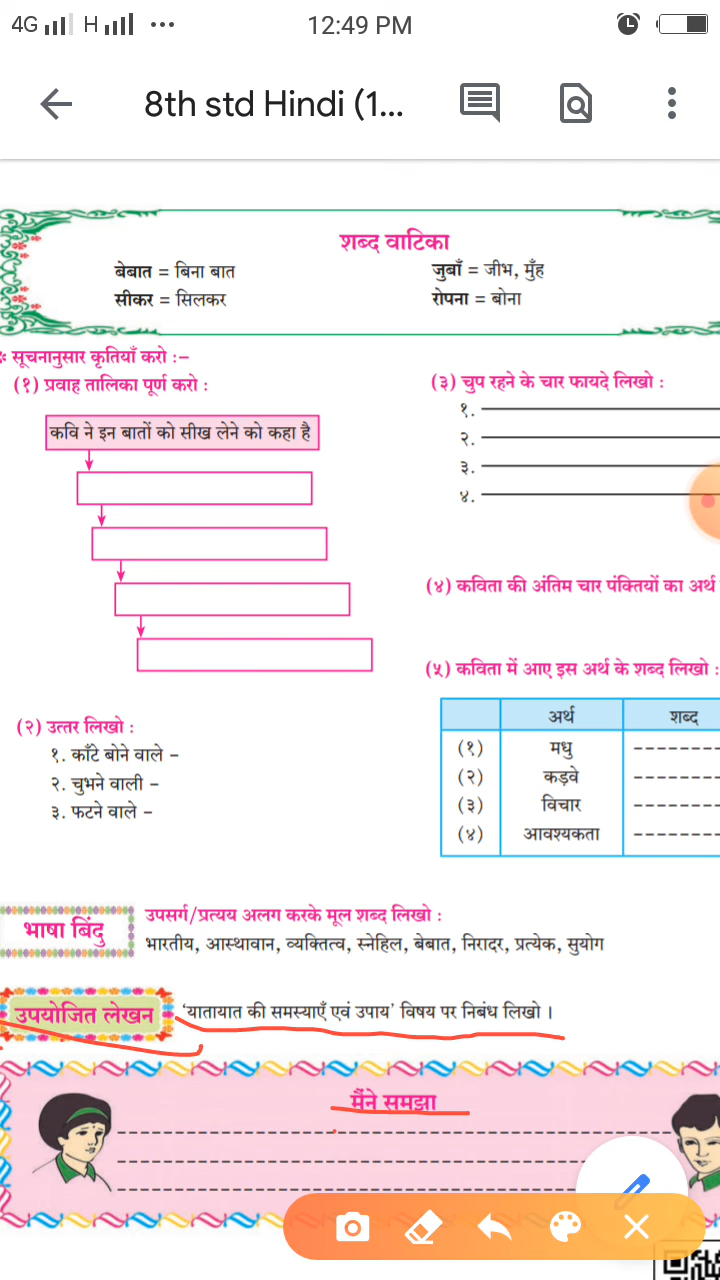 4G H ••• 12:49 PM
8th std Hindi (1...
शब्द वाटिका
बेबात = बिना बात
सीकर = सिलकर
जुबाँ = जीभ, मुँह
रोपना = बोना
सूचनानुसार कृतियाँ करो :–
(१) प्रवाह तालिका पूर्ण करो :
कवि ने इन बातों को सीख लेने को कहा है
(२) उत्तर लिखो :
१. काँटे बोने वाले –
२. चुभने वाली –
३. फटने वाले –
(३) चुप रहने के चार फायदे लिखो :
१.
२.
३.
४.
(४) कविता की अंतिम चार पंक्तियों का अर्थ
(५) कविता में आए इस अर्थ के शब्द लिखो :
अर्थ शब्द
(१) मधु
(२) कड़वे
(३) विचार
(४) आवश्यकता
भाषा बिंदु
उपसर्ग/प्रत्यय अलग करके मूल शब्द लिखो :
भारतीय, आस्थावान, व्यक्तित्व, स्नेहिल, बेबात, निरादर, प्रत्येक, सुयोग
उपयोजित लेखन
‘यातायात की समस्याएँ एवं उपाय’ विषय पर निबंध लिखो ।
मैंने समझा